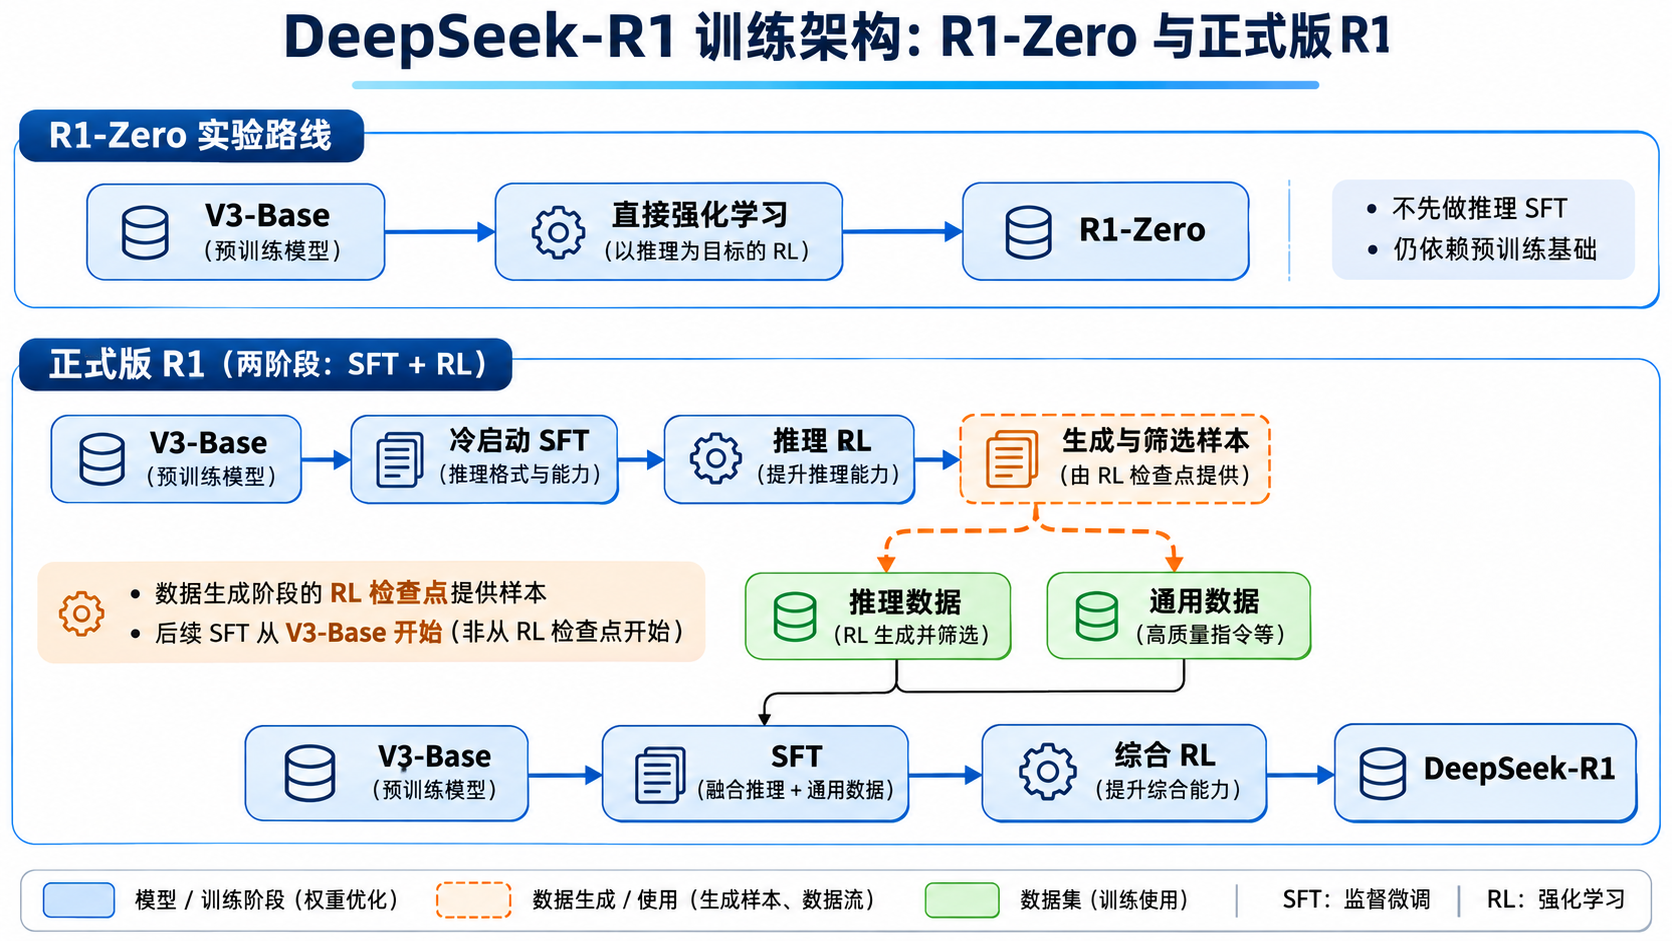 DeepSeek-R1 训练架构：R1-Zero 与正式版 R1
R1-Zero 实验路线
V3-Base
（预训练模型）
直接强化学习
（以推理为目标的 RL）
R1-Zero
• 不先做推理 SFT
• 仍依赖预训练基础
正式版 R1（两阶段：SFT + RL）
V3-Base
（预训练模型）
冷启动 SFT
（推理格式与能力）
推理 RL
（提升推理能力）
生成与筛选样本
（由 RL 检查点提供）
• 数据生成阶段的 RL 检查点提供样本
• 后续 SFT 从 V3-Base 开始（非从 RL 检查点开始）
推理数据
（RL 生成并筛选）
通用数据
（高质量指令等）
V3-Base
（预训练模型）
SFT
（融合推理 + 通用数据）
综合 RL
（提升综合能力）
DeepSeek-R1
模型 / 训练阶段（权重优化）
数据生成 / 使用（生成样本、数据流）
数据集（训练使用）
SFT：监督微调
RL：强化学习